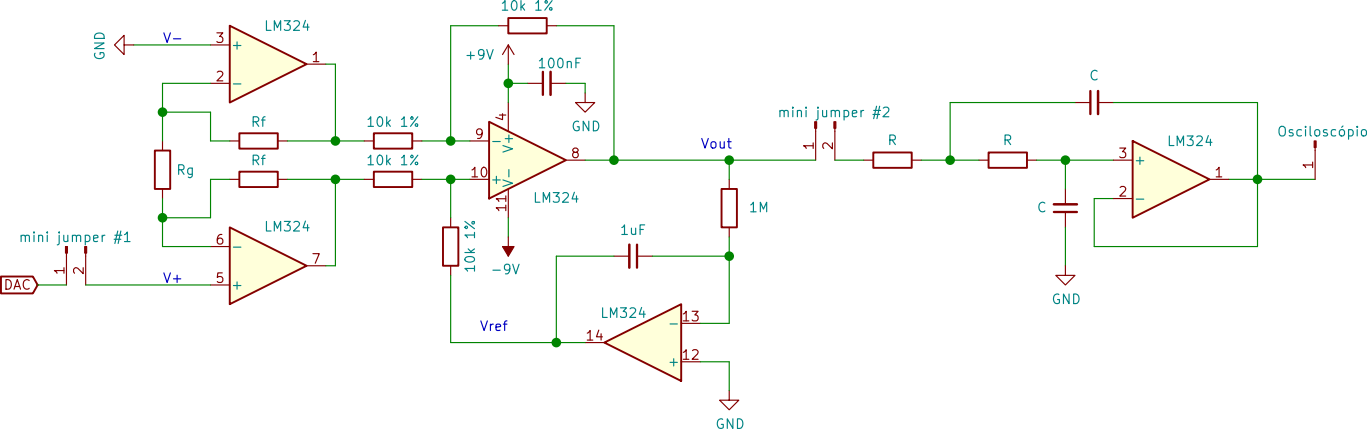 10k 1%
LM324
V-
3
+
1
GND
2
-
+9V
100nF
GND
C
mini jumper #2
Osciloscópio
Rf
10k 1%
4
V+
9
-
8
Vout
1
2
R
R
LM324
3
+
1
1
2
-
Rg
Rf
10k 1%
10
+
V-
11
LM324
1M
C
LM324
mini jumper #1
6
-
7
10k 1%
-9V
1uF
1
2
V+
5
+
DAC
GND
LM324
13
-
Vref
14
12
+
GND